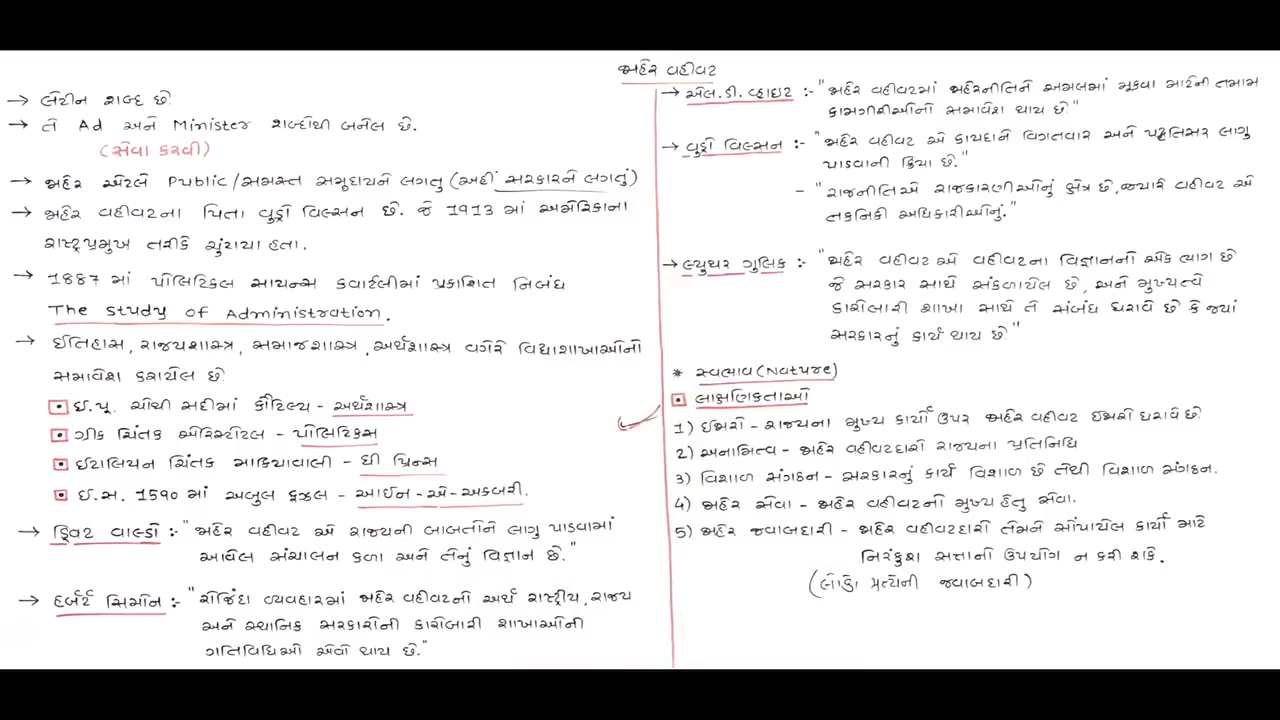 જાહેર વહીવટ
→ લેટીન શબ્દ છે
→ તે Ad અને Minister શબ્દોથી બનેલ છે.
(સેવા કરવી)
→ જાહેર એટલે Public/સમસ્ત સમુદાયને લગતુ (અહીં સરકારને લગતું)
→ જાહેર વહીવટના પિતા વુડ્રો વિલ્સન છે. જે 1913 માં અમેરિકાના
રાષ્ટ્રપ્રમુખ તરીકે ચુંટાયા હતા.
→ 1887 માં પોલિટિકલ સાયન્સ ક્વાર્ટલીમાં પ્રકાશિત નિબંધ
The Study of Administration.
→ ઈતિહાસ, રાજ્યશાસ્ત્ર, સમાજશાસ્ત્ર, અર્થશાસ્ત્ર વગેરે વિદ્યાશાખાઓનો
સમાવેશ કરાયેલ છે
ઈ.પૂ. ચોથી સદીમાં કૌટિલ્ય - અર્થશાસ્ત્ર
ગ્રીક ચિંતક એરિસ્ટોટલ - પોલિટિક્સ
ઈટાલિયન ચિંતક માકિયાવાલી - ધી પ્રિન્સ
ઈ.સ. 1590 માં અબુલ ફઝલ - આઈન-એ-અકબરી.
→ ડ્વિટ વાલ્ડો :- "જાહેર વહીવટ એ રાજ્યની બાબતોને લાગુ પાડવામાં
આવેલ સંચાલન કળા અને તેનું વિજ્ઞાન છે."
→ હર્બર્ટ સિમોન :- "રોજિંદા વ્યવહારમાં જાહેર વહીવટનો અર્થ રાષ્ટ્રીય, રાજ્ય
અને સ્થાનિક સરકારોની કારોબારી શાખાઓની
ગતિવિધિઓ એવો થાય છે."
→ એલ.ડી. વ્હાઇટ :- "જાહેર વહીવટમાં જાહેરનીતિને અમલમાં મૂકવા માટેની તમામ
કામગીરીઓનો સમાવેશ થાય છે"
→ વુડ્રો વિલ્સન :- "જાહેર વહીવટ એ કાયદાને વિગતવાર અને પદ્ધતિસર લાગુ
પાડવાની ક્રિયા છે."
- "રાજનીતિએ રાજકારણીઓનું ક્ષેત્ર છે, જ્યારે વહીવટ એ
તકનિકી અધિકારીઓનું."
→ લ્યુથર ગુલિક :- "જાહેર વહીવટ એ વહીવટના વિજ્ઞાનનો એક ભાગ છે
જે સરકાર સાથે સંકળાયેલ છે, અને મુખ્યત્વે
કારોબારી શાખા સાથે તે સંબંધ ધરાવે છે કે જ્યાં
સરકારનું કાર્ય થાય છે"
* સ્વભાવ (Nature)
લાક્ષણિકતાઓ
1) ઈજારો - રાજ્યના મુખ્ય કાર્યો ઉપર જાહેર વહીવટ ઈજારો ધરાવે છે.
2) અનામિત્વ - જાહેર વહીવટદારો રાજ્યના પ્રતિનિધિ
3) વિશાળ સંગઠન - સરકારનું કાર્ય વિશાળ છે તેથી વિશાળ સંગઠન.
4) જાહેર સેવા - જાહેર વહીવટનો મુખ્ય હેતુ સેવા.
5) જાહેર જવાબદારી - જાહેર વહીવટદારો તેમને સોંપાયેલ કાર્યો માટે
નિરંકુશ સત્તાનો ઉપયોગ ન કરી શકે.
(લોકો પ્રત્યેની જવાબદારી)